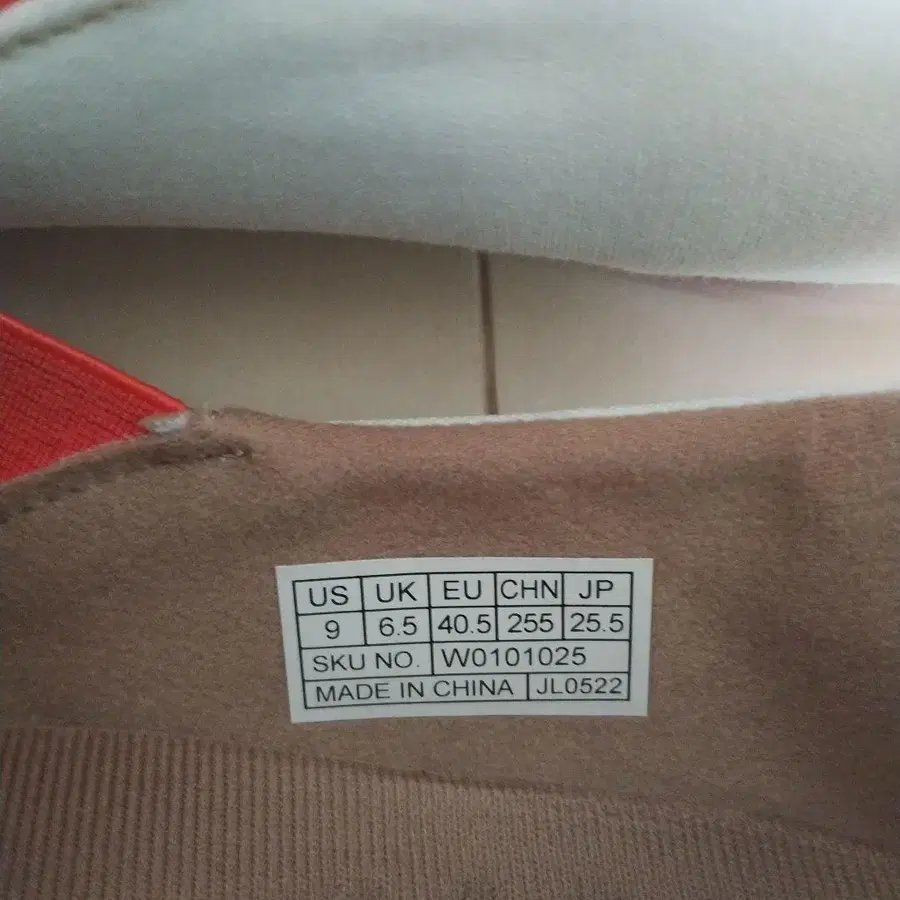 US UK EU CHN JP
9 6.5 40.5 255 25.5
SKU NO. W0101025
MADE IN CHINA JL0522